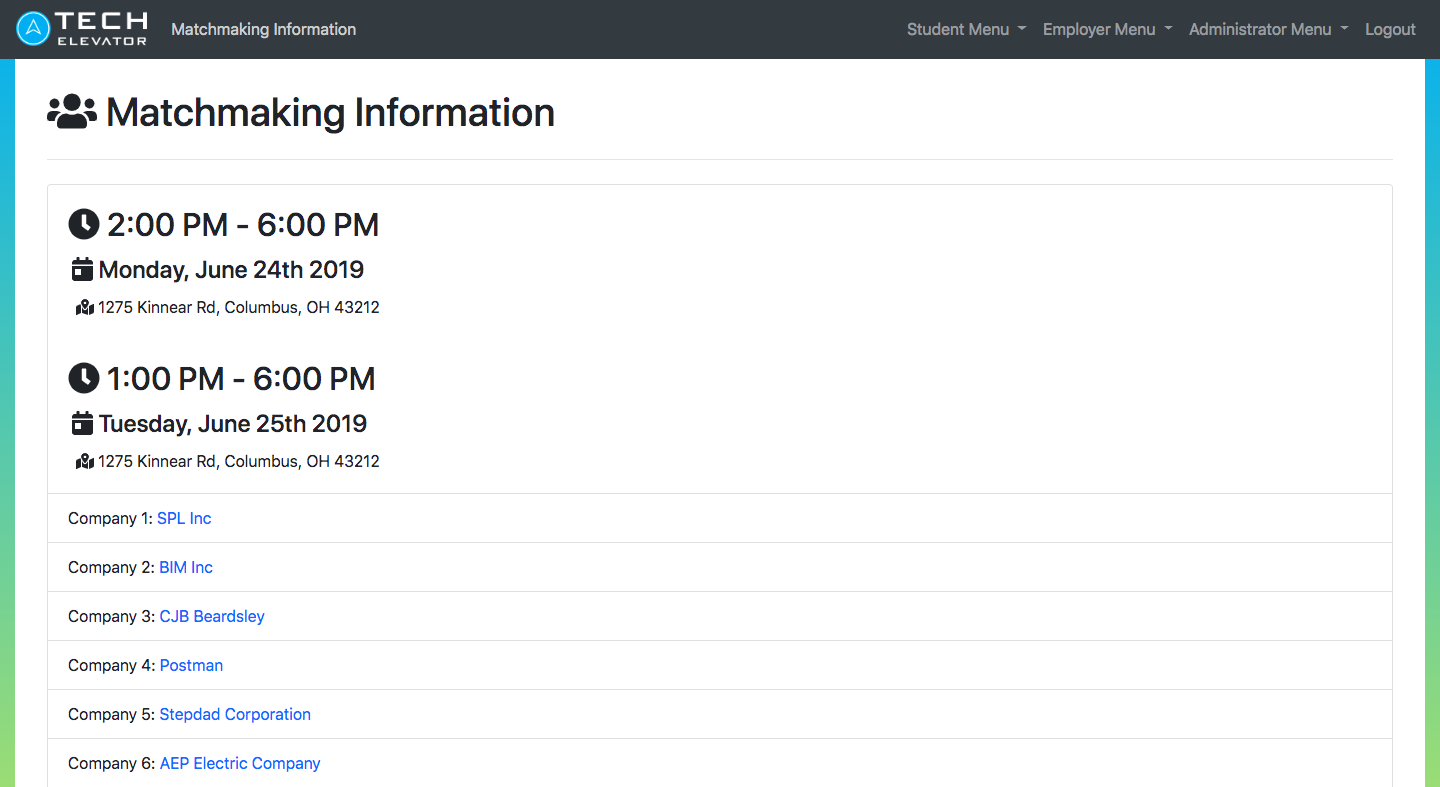 TECH
ELEVATOR
Matchmaking Information
Student Menu
Employer Menu
Administrator Menu
Logout
Matchmaking Information
2:00 PM - 6:00 PM
Monday, June 24th 2019
1275 Kinnear Rd, Columbus, OH 43212
1:00 PM - 6:00 PM
Tuesday, June 25th 2019
1275 Kinnear Rd, Columbus, OH 43212
Company 1: SPL Inc
Company 2: BIM Inc
Company 3: CJB Beardsley
Company 4: Postman
Company 5: Stepdad Corporation
Company 6: AEP Electric Company